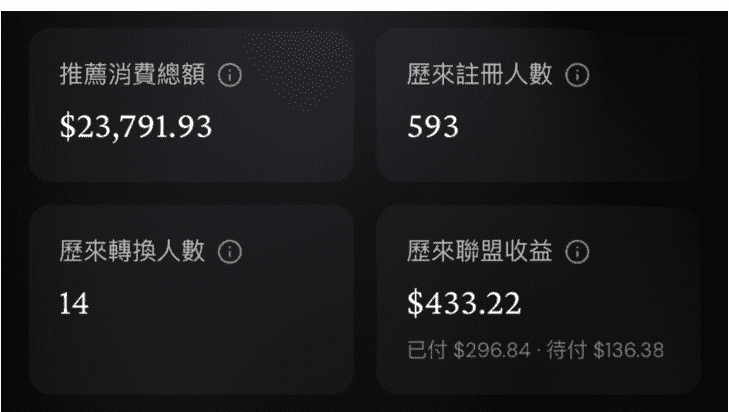 推薦消費總額
$23,791.93
歷來註冊人數
593
歷來轉換人數
14
歷來聯盟收益
$433.22
已付 $296.84 · 待付 $136.38